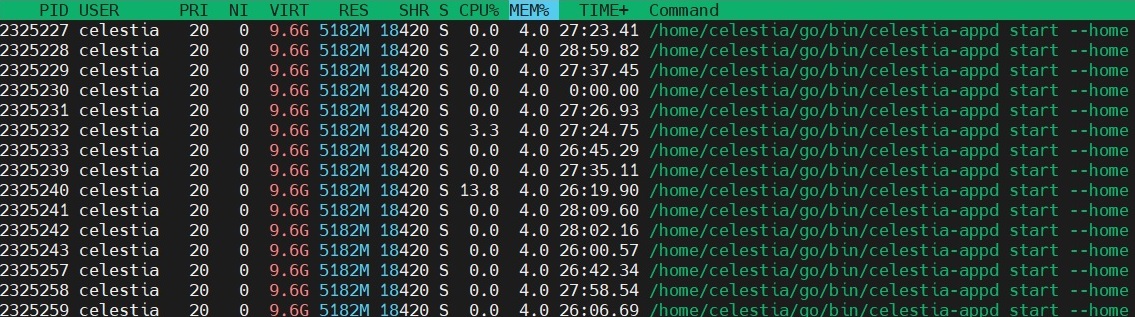 PID USER PRI NI VIRT RES SHR S CPU% MEM% TIME+ Command
2325227 celestia 20 0 9.6G 5182M 18420 S 0.0 4.0 27:23.41 /home/celestia/go/bin/celestia-appd start --home
2325228 celestia 20 0 9.6G 5182M 18420 S 2.0 4.0 28:59.82 /home/celestia/go/bin/celestia-appd start --home
2325229 celestia 20 0 9.6G 5182M 18420 S 0.0 4.0 27:37.45 /home/celestia/go/bin/celestia-appd start --home
2325230 celestia 20 0 9.6G 5182M 18420 S 0.0 4.0 0:00.00 /home/celestia/go/bin/celestia-appd start --home
2325231 celestia 20 0 9.6G 5182M 18420 S 0.0 4.0 27:26.93 /home/celestia/go/bin/celestia-appd start --home
2325232 celestia 20 0 9.6G 5182M 18420 S 3.3 4.0 27:24.75 /home/celestia/go/bin/celestia-appd start --home
2325233 celestia 20 0 9.6G 5182M 18420 S 0.0 4.0 26:45.29 /home/celestia/go/bin/celestia-appd start --home
2325239 celestia 20 0 9.6G 5182M 18420 S 0.0 4.0 27:35.11 /home/celestia/go/bin/celestia-appd start --home
2325240 celestia 20 0 9.6G 5182M 18420 S 13.8 4.0 26:19.90 /home/celestia/go/bin/celestia-appd start --home
2325241 celestia 20 0 9.6G 5182M 18420 S 0.0 4.0 28:09.60 /home/celestia/go/bin/celestia-appd start --home
2325242 celestia 20 0 9.6G 5182M 18420 S 0.0 4.0 28:02.16 /home/celestia/go/bin/celestia-appd start --home
2325243 celestia 20 0 9.6G 5182M 18420 S 0.0 4.0 26:00.57 /home/celestia/go/bin/celestia-appd start --home
2325257 celestia 20 0 9.6G 5182M 18420 S 0.0 4.0 26:42.34 /home/celestia/go/bin/celestia-appd start --home
2325258 celestia 20 0 9.6G 5182M 18420 S 0.0 4.0 27:58.54 /home/celestia/go/bin/celestia-appd start --home
2325259 celestia 20 0 9.6G 5182M 18420 S 0.0 4.0 26:06.69 /home/celestia/go/bin/celestia-appd start --home